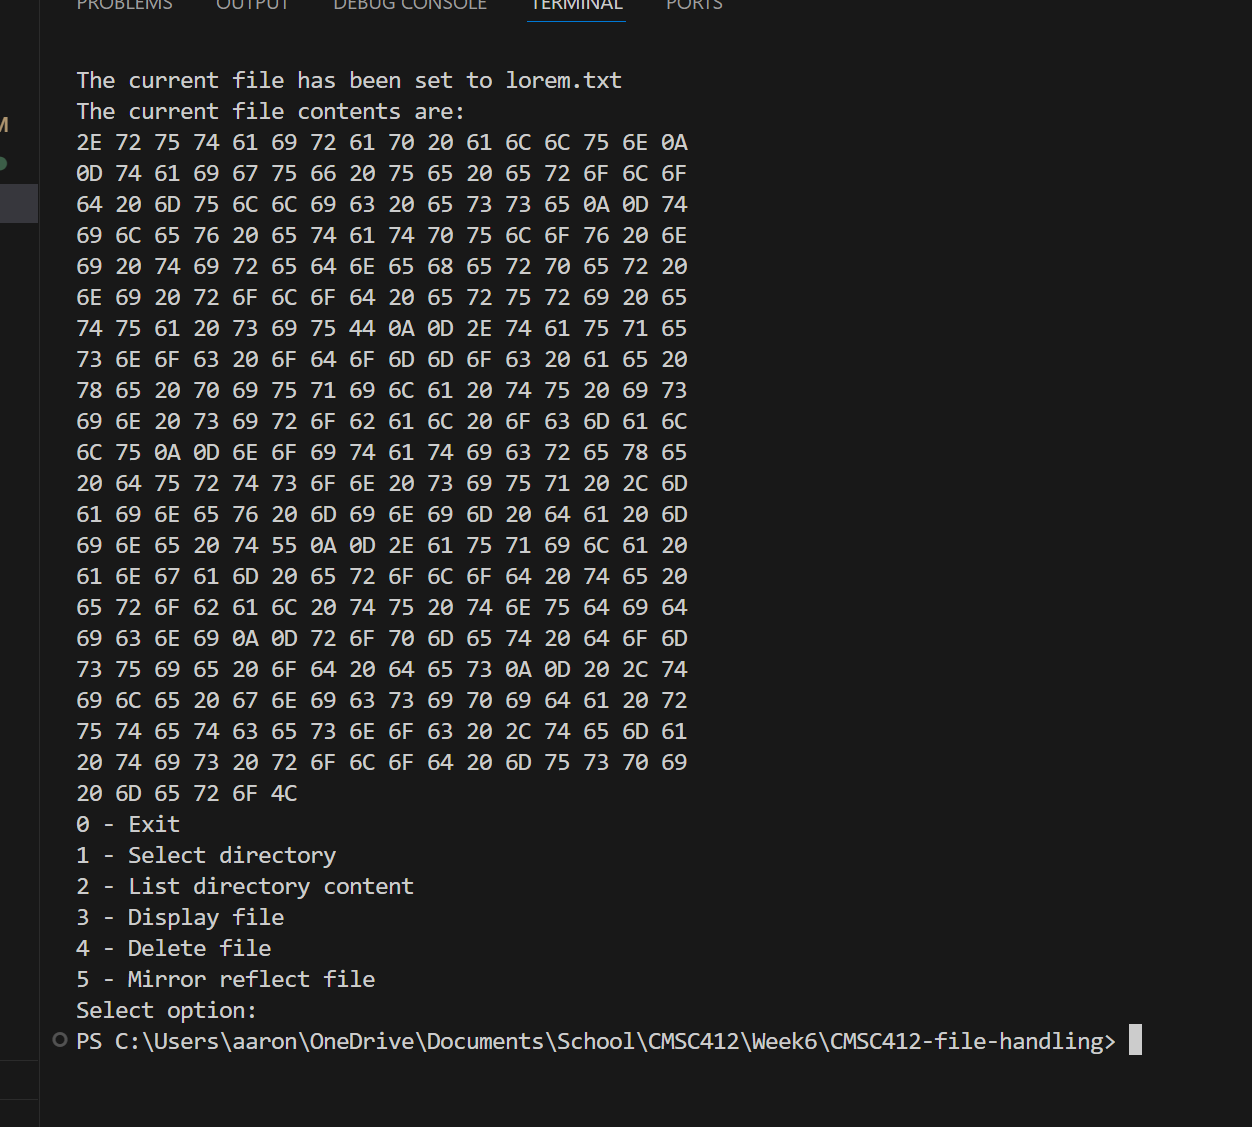 PROBLEMS OUTPUT DEBUG CONSOLE TERMINAL PORTS
The current file has been set to lorem.txt
The current file contents are:
2E 72 75 74 61 69 72 61 70 20 61 6C 6C 75 6E 0A
0D 74 61 69 67 75 66 20 75 65 20 65 72 6F 6C 6F
64 20 6D 75 6C 6C 69 63 20 65 73 73 65 0A 0D 74
69 6C 65 76 20 65 74 61 74 70 75 6C 6F 76 20 6E
69 20 74 69 72 65 64 6E 65 68 65 72 70 65 72 20
6E 69 20 72 6F 6C 6F 64 20 65 72 75 72 69 20 65
74 75 61 20 73 69 75 44 0A 0D 2E 74 61 75 71 65
73 6E 6F 63 20 6F 64 6F 6D 6D 6F 63 20 61 65 20
78 65 20 70 69 75 71 69 6C 61 20 74 75 20 69 73
69 6E 20 73 69 72 6F 62 61 6C 20 6F 63 6D 61 6C
6C 75 0A 0D 6E 6F 69 74 61 74 69 63 72 65 78 65
20 64 75 72 74 73 6F 6E 20 73 69 75 71 20 2C 6D
61 69 6E 65 76 20 6D 69 6E 69 6D 20 64 61 20 6D
69 6E 65 20 74 55 0A 0D 2E 61 75 71 69 6C 61 20
61 6E 67 61 6D 20 65 72 6F 6C 6F 64 20 74 65 20
65 72 6F 62 61 6C 20 74 75 20 74 6E 75 64 69 64
69 63 6E 69 0A 0D 72 6F 70 6D 65 74 20 64 6F 6D
73 75 69 65 20 6F 64 20 64 65 73 0A 0D 20 2C 74
69 6C 65 20 67 6E 69 63 73 69 70 69 64 61 20 72
75 74 65 74 63 65 73 6E 6F 63 20 2C 74 65 6D 61
20 74 69 73 20 72 6F 6C 6F 64 20 6D 75 73 70 69
20 6D 65 72 6F 4C
0 - Exit
1 - Select directory
2 - List directory content
3 - Display file
4 - Delete file
5 - Mirror reflect file
Select option:
M
PS C:\Users\aaron\OneDrive\Documents\School\CMSC412\Week6\CMSC412-file-handling>